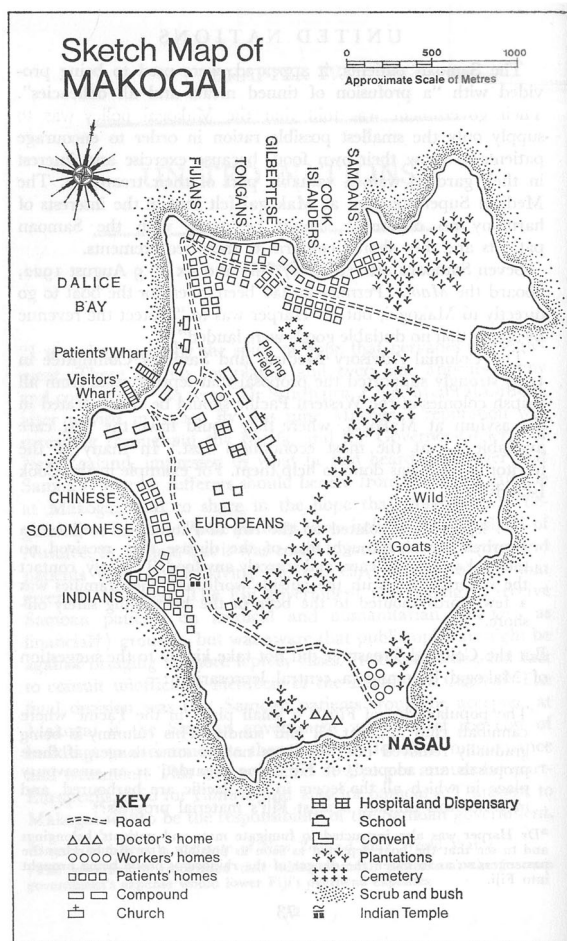 Sketch Map of
MAKOGAI
0 500 1000
Approximate Scale of Metres
FIJIANS
TONGANS
GILBERTESE
COOK
ISLANDERS
SAMOANS
DALICE
BAY
Patients' Wharf
Visitors'
Wharf
Playing
Field
CHINESE
SOLOMONESE
EUROPEANS
INDIANS
Wild
Goats
NASAU
KEY
Road
Doctor's home
Workers' homes
Patients' homes
Compound
Church
Hospital and Dispensary
School
Convent
Plantations
Cemetery
Scrub and bush
Indian Temple